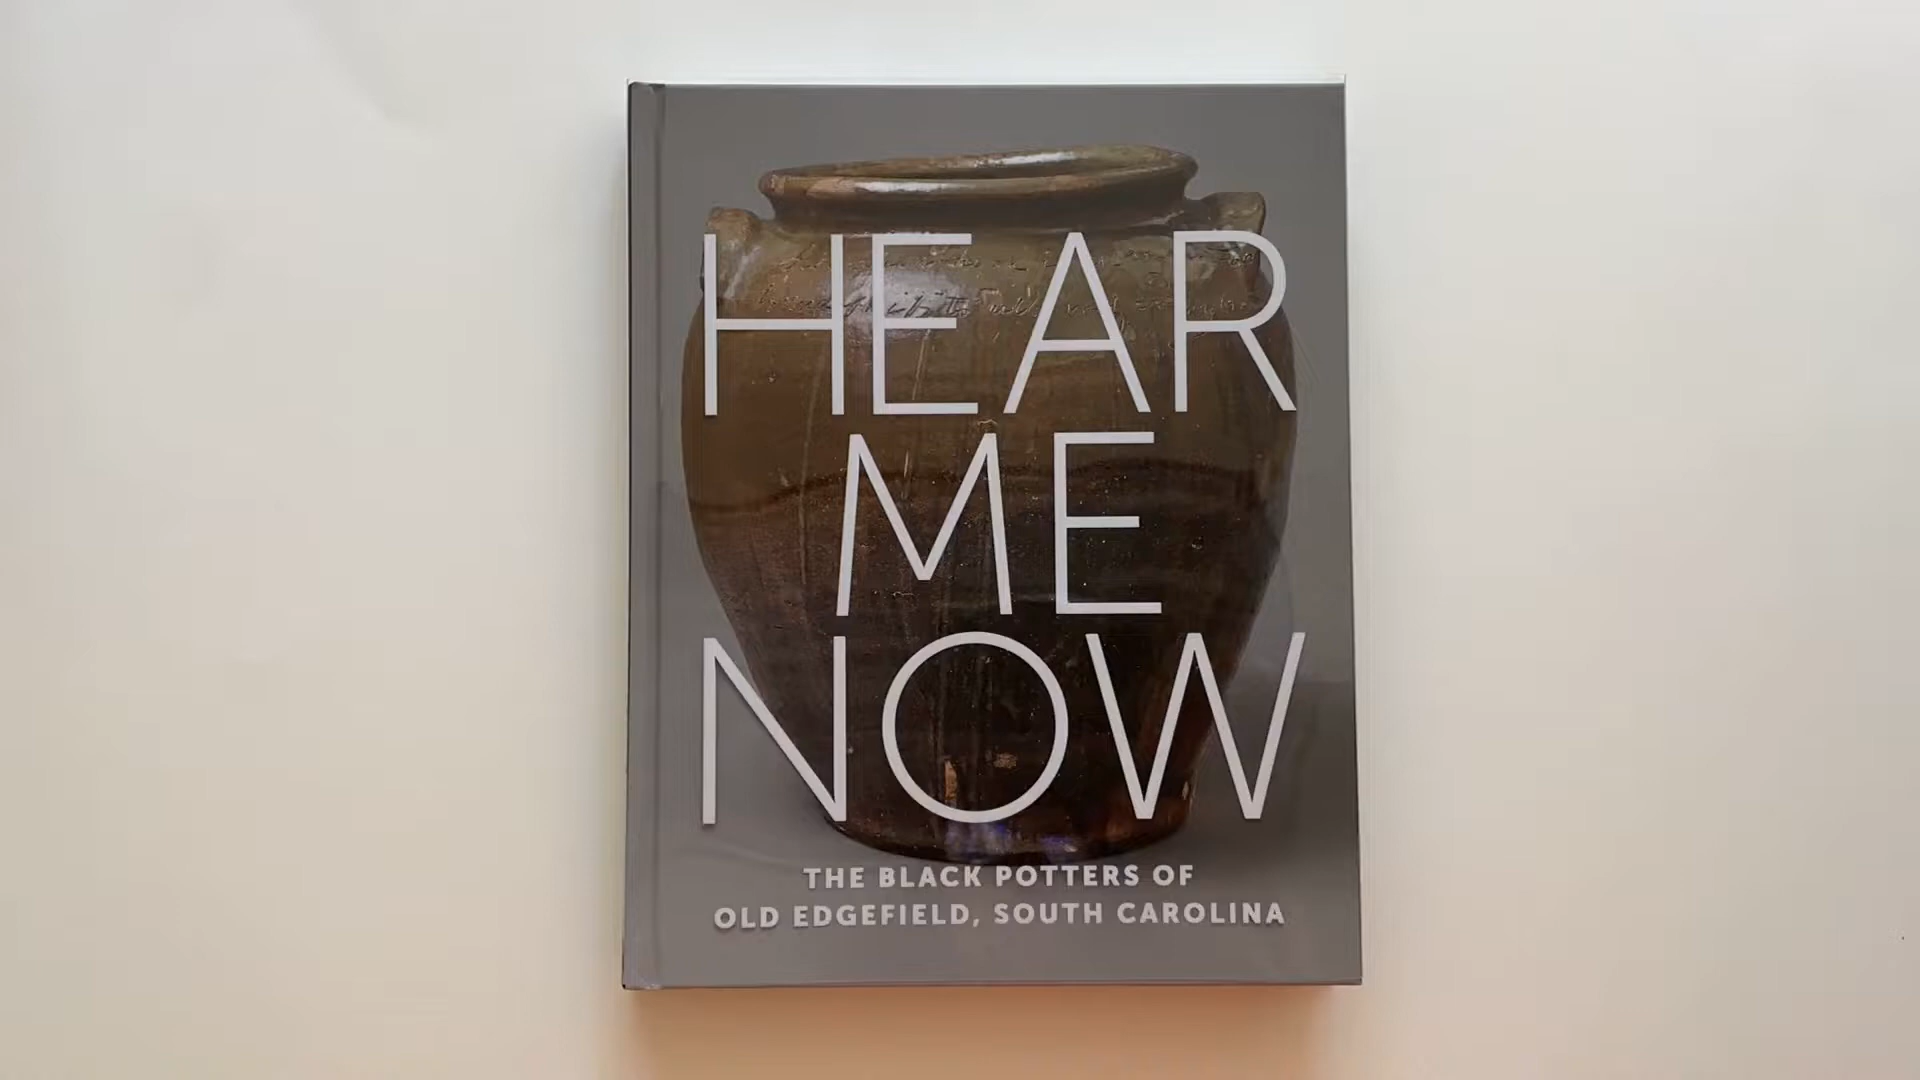 HEAR
ME
NOW
THE BLACK POTTERS OF
OLD EDGEFIELD, SOUTH CAROLINA